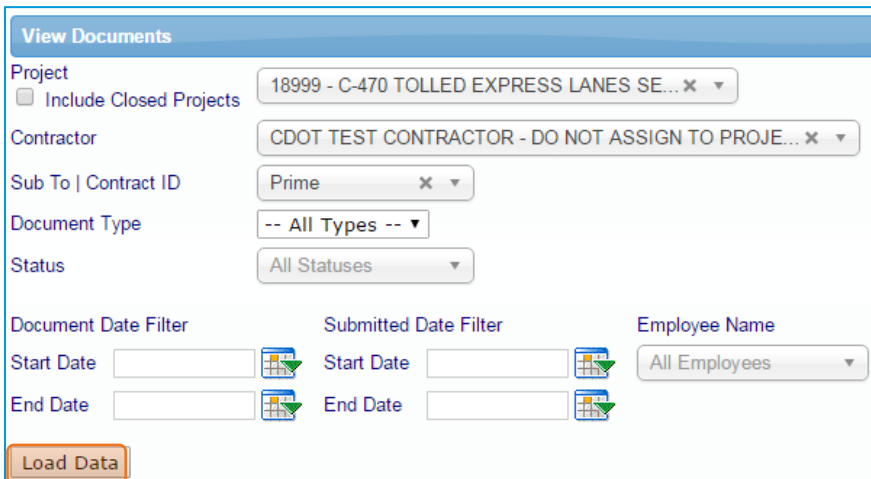 View Documents
Project
Include Closed Projects
18999 - C-470 TOLLED EXPRESS LANES SE...
Contractor
CDOT TEST CONTRACTOR - DO NOT ASSIGN TO PROJE...
Sub To | Contract ID
Prime
Document Type
-- All Types --
Status
All Statuses
Document Date Filter
Submitted Date Filter
Employee Name
Start Date
Start Date
All Employees
End Date
End Date
Load Data